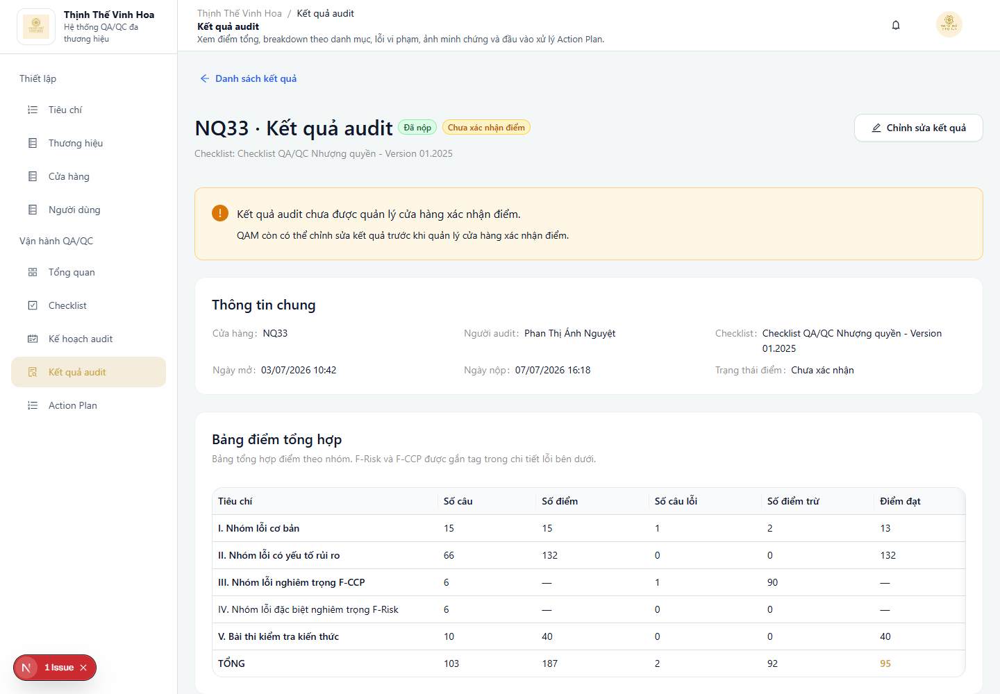 Thịnh Thế Vinh Hoa
Hệ thống QA/QC đa
thương hiệu
Thịnh Thế Vinh Hoa / Kết quả audit
Kết quả audit
Xem điểm tổng, breakdown theo danh mục, lỗi vi phạm, ảnh minh chứng và đầu vào xử lý Action Plan.
Thiết lập
Tiêu chí
Thương hiệu
Cửa hàng
Người dùng
Vận hành QA/QC
Tổng quan
Checklist
Kế hoạch audit
Kết quả audit
Action Plan
N 1 Issue
Danh sách kết quả
NQ33 · Kết quả audit Đã nộp Chưa xác nhận điểm
Chỉnh sửa kết quả
Checklist: Checklist QA/QC Nhượng quyền - Version 01.2025
Kết quả audit chưa được quản lý cửa hàng xác nhận điểm.
QAM còn có thể chỉnh sửa kết quả trước khi quản lý cửa hàng xác nhận điểm.
Thông tin chung
Cửa hàng: NQ33 Người audit: Phan Thị Ánh Nguyệt Checklist: Checklist QA/QC Nhượng quyền - Version
01.2025
Ngày mở: 03/07/2026 10:42 Ngày nộp: 07/07/2026 16:18 Trạng thái điểm: Chưa xác nhận
Bảng điểm tổng hợp
Bảng tổng hợp điểm theo nhóm. F-Risk và F-CCP được gắn tag trong chi tiết lỗi bên dưới.
Tiêu chí Số câu Số điểm Số câu lỗi Số điểm trừ Điểm đạt
I. Nhóm lỗi cơ bản 15 15 1 2 13
II. Nhóm lỗi có yếu tố rủi ro 66 132 0 0 132
III. Nhóm lỗi nghiêm trọng F-CCP 6 — 1 90 —
IV. Nhóm lỗi đặc biệt nghiêm trọng F-Risk 6 — 0 0 —
V. Bài thi kiểm tra kiến thức 10 40 0 0 40
TỔNG 103 187 2 92 95